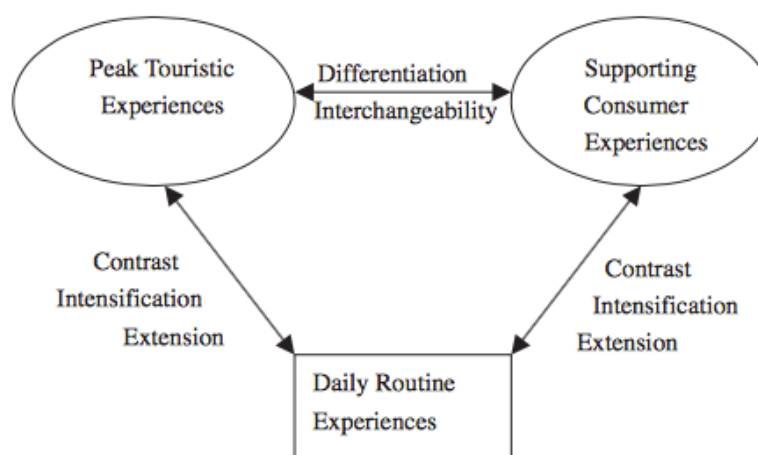 Peak Touristic
Experiences
Differentiation
Interchangeability
Supporting
Consumer
Experiences
Contrast
Intensification
Extension
Contrast
Intensification
Extension
Daily Routine
Experiences